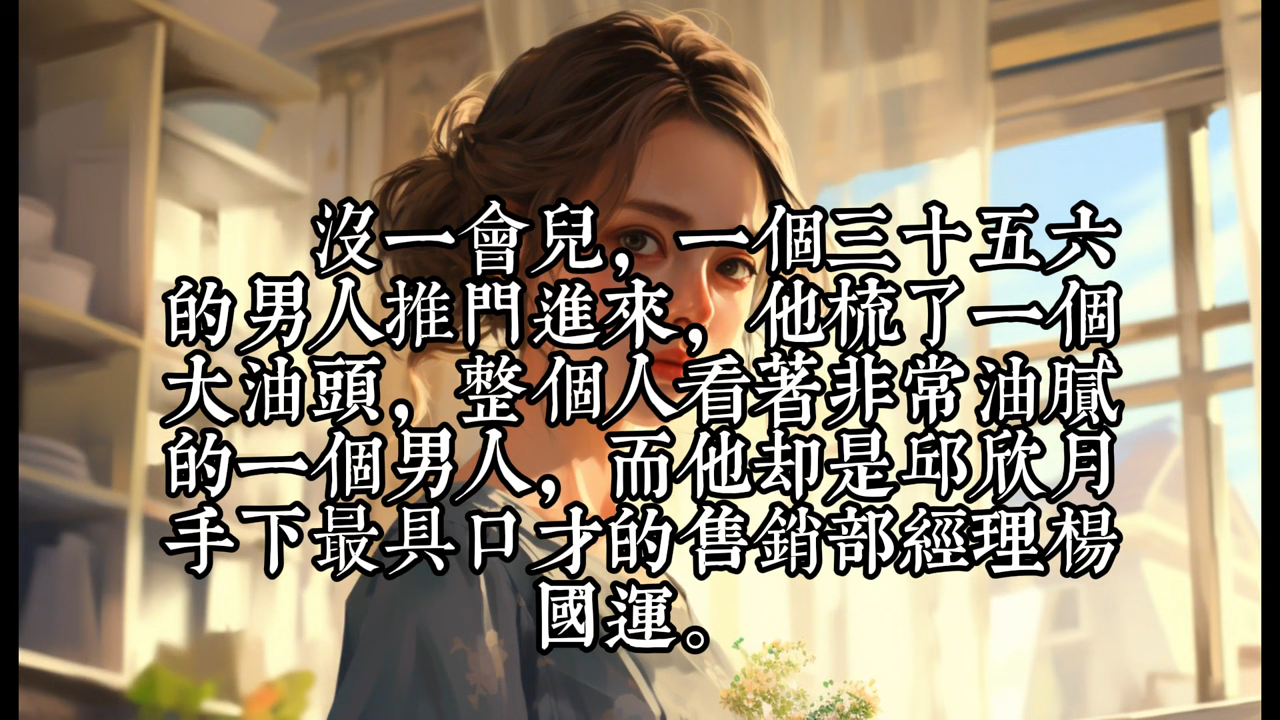 沒一會兒，一個三十五六
的男人推門進來，他梳了一個
大油頭，整個人看著非常油膩
的一個男人，而他却是邱欣月
手下最具口才的售銷部經理楊
國運。